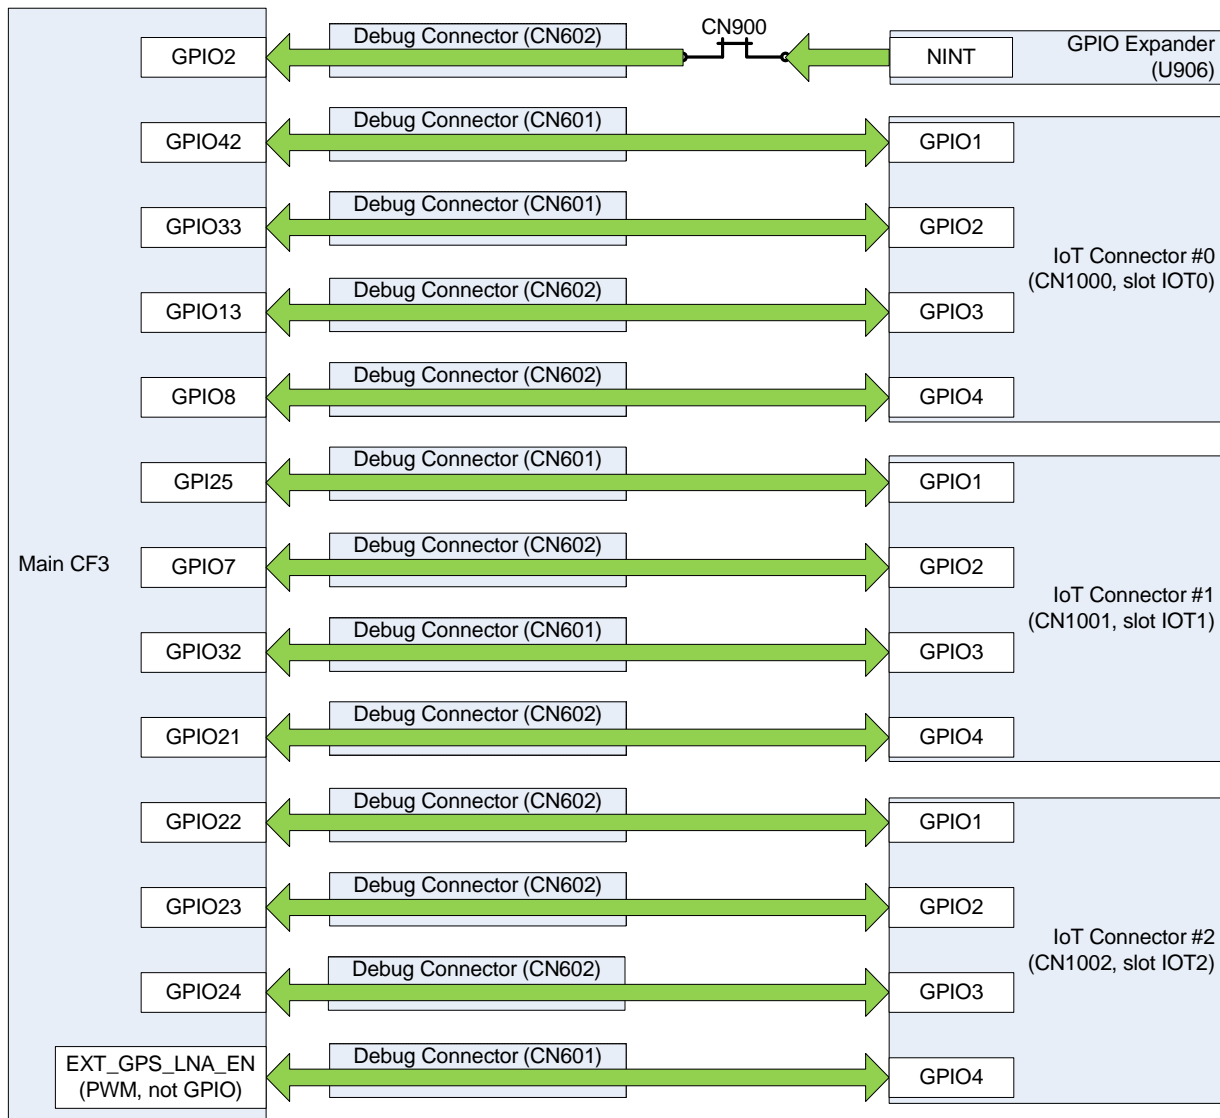 CN900
Debug Connector (CN602)
GPIO2
NINT
GPIO Expander
(U906)
Debug Connector (CN601)
GPIO42
GPIO1
Debug Connector (CN601)
GPIO33
GPIO2
IoT Connector #0
(CN1000, slot IOT0)
Debug Connector (CN602)
GPIO13
GPIO3
Debug Connector (CN602)
GPIO8
GPIO4
Debug Connector (CN601)
GPI25
GPIO1
Main CF3
Debug Connector (CN602)
GPIO7
GPIO2
IoT Connector #1
(CN1001, slot IOT1)
Debug Connector (CN601)
GPIO32
GPIO3
Debug Connector (CN602)
GPIO21
GPIO4
Debug Connector (CN602)
GPIO22
GPIO1
Debug Connector (CN602)
GPIO23
GPIO2
IoT Connector #2
(CN1002, slot IOT2)
Debug Connector (CN602)
GPIO24
GPIO3
Debug Connector (CN601)
EXT_GPS_LNA_EN
(PWM, not GPIO)
GPIO4